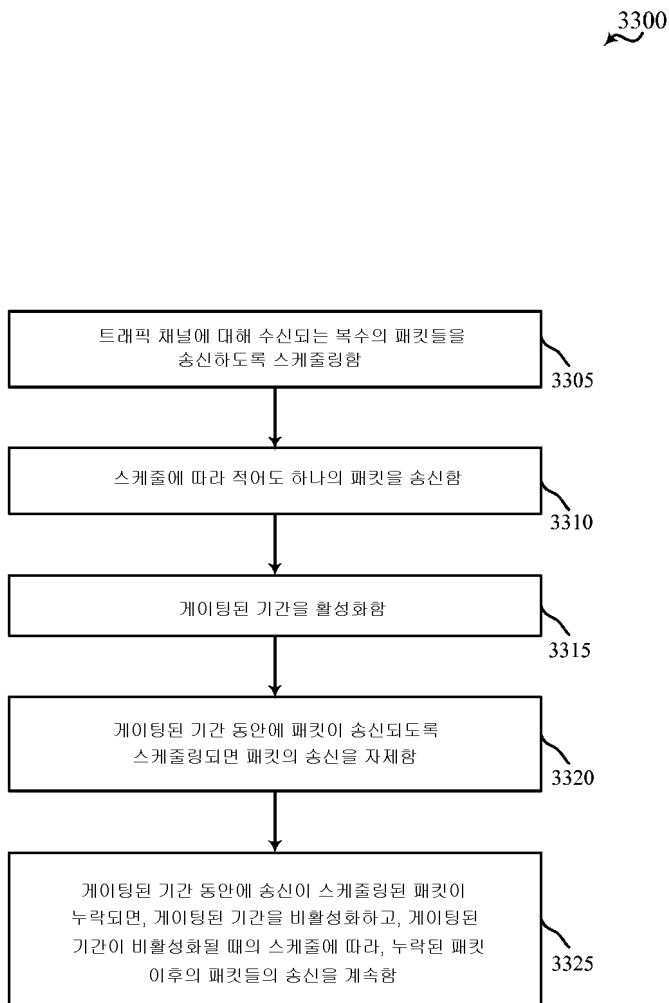 3300
트래픽 채널에 대해 수신되는 복수의 패킷들을
송신하도록 스케줄링함
3305
스케줄에 따라 적어도 하나의 패킷을 송신함
3310
게이팅된 기간을 활성화함
3315
게이팅된 기간 동안에 패킷이 송신되도록
스케줄링되면 패킷의 송신을 자제함
3320
게이팅된 기간 동안에 송신이 스케줄링된 패킷이
누락되면, 게이팅된 기간을 비활성화하고, 게이팅된
기간이 비활성화될 때의 스케줄에 따라, 누락된 패킷
이후의 패킷들의 송신을 계속함
3325